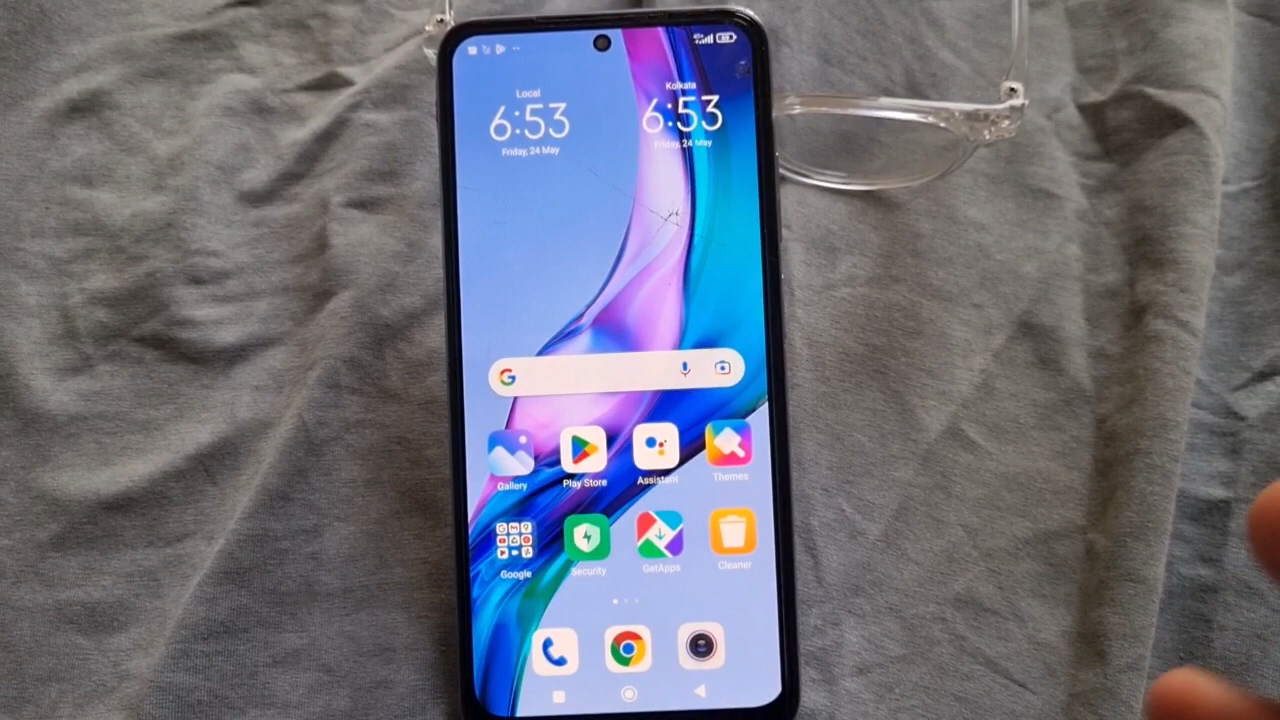 Local
6:53
Friday, 24 May
Kolkata
6:53
Friday, 24 May
Gallery
Play Store
Assistant
Themes
Google
Security
GetApps
Cleaner